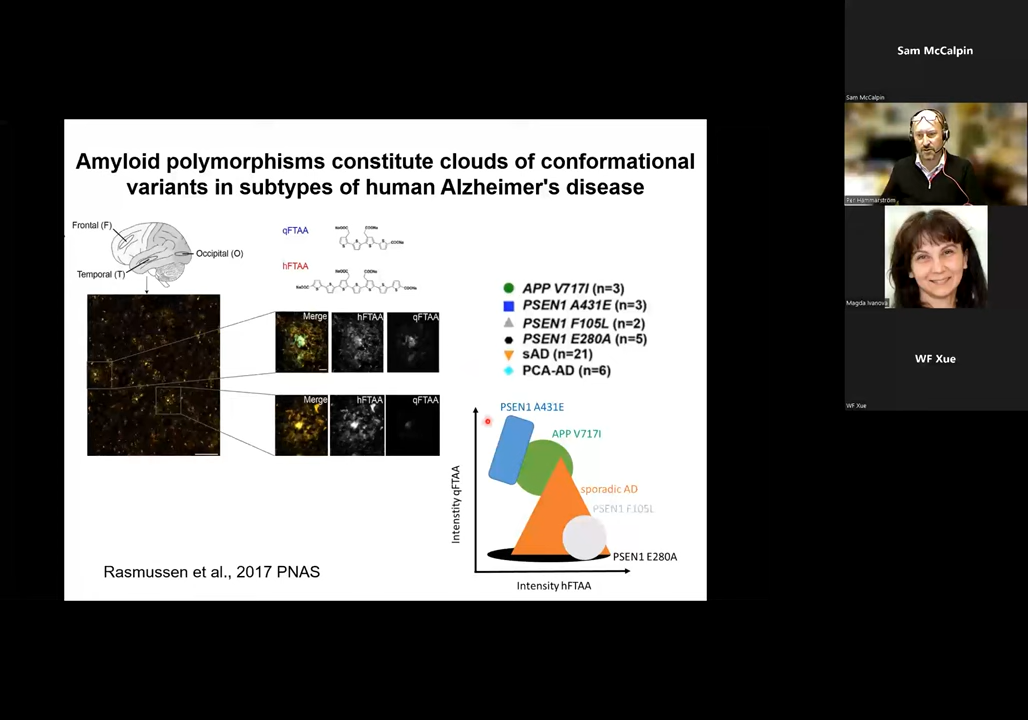 Amyloid polymorphisms constitute clouds of conformational
variants in subtypes of human Alzheimer's disease
Frontal (F)
Occipital (O)
Temporal (T)
qFTAA
hFTAA
Merge
hFTAA
qFTAA
Merge
hFTAA
qFTAA
APP V717I (n=3)
PSEN1 A431E (n=3)
PSEN1 F105L (n=2)
PSEN1 E280A (n=5)
sAD (n=21)
PCA-AD (n=6)
PSEN1 A431E
APP V717I
sporadic AD
PSEN1 F105L
PSEN1 E280A
Intenstity qFTAA
Intensity hFTAA
Rasmussen et al., 2017 PNAS
Sam McCalpin
Sam McCalpin
Per Hammarström
Magda Ivanova
WF Xue
WF Xue